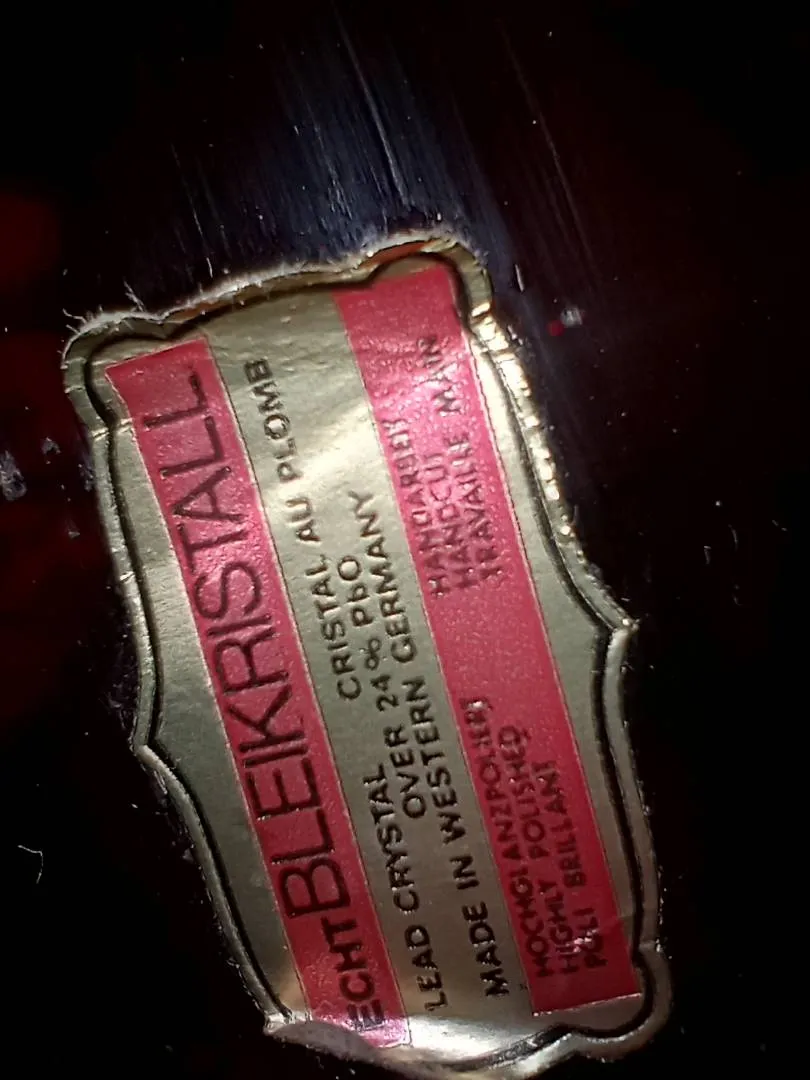 ECHT BLEIKRISTALL
LEAD CRYSTAL CRISTAL AU PLOMB
OVER 24% PbO
MADE IN WESTERN GERMANY
HOCHGLANZPOLIERT HANDARBEIT
HIGHLY POLISHED HANDCUT
POLI BRILLANT TRAVAILLE MAIN